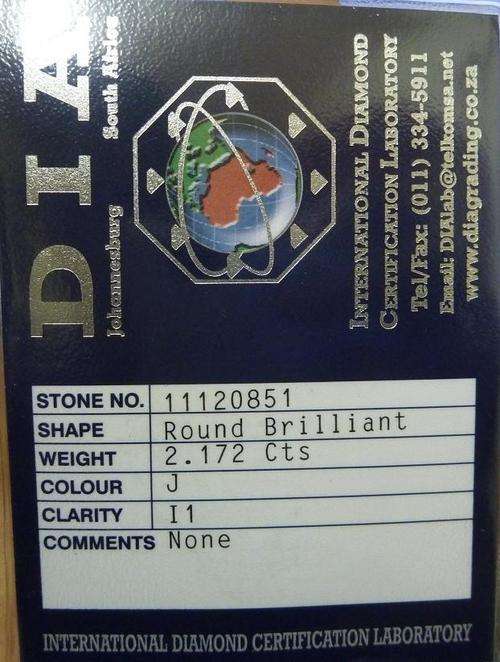 DIA
Johannesburg South Africa
INTERNATIONAL DIAMOND
CERTIFICATION LABORATORY
Tel/Fax: (011) 334-5911
Email: DIAlab@telkomsa.net
www.diagrading.co.za
STONE NO. 11120851
SHAPE Round Brilliant
WEIGHT 2.172 Cts
COLOUR J
CLARITY I1
COMMENTS None
INTERNATIONAL DIAMOND CERTIFICATION LABORATORY